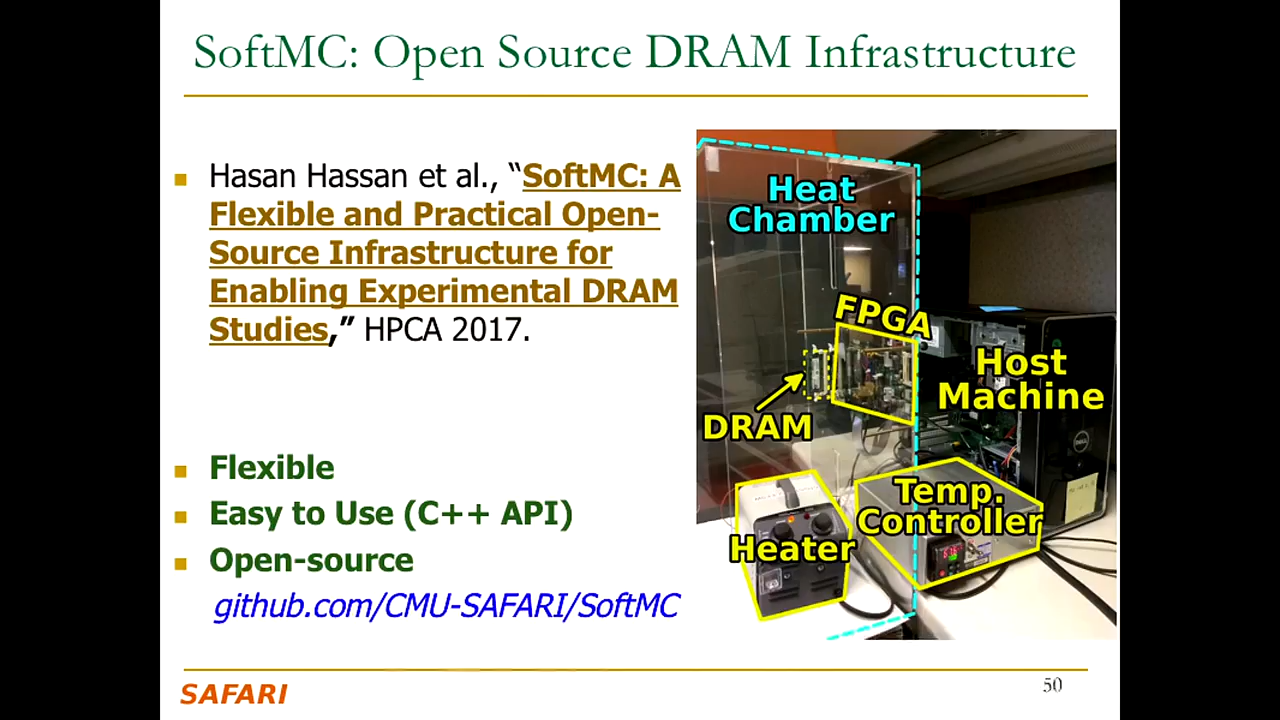 SoftMC: Open Source DRAM Infrastructure
Hasan Hassan et al., “SoftMC: A
Flexible and Practical Open-
Source Infrastructure for
Enabling Experimental DRAM
Studies,” HPCA 2017.
Flexible
Easy to Use (C++ API)
Open-source
github.com/CMU-SAFARI/SoftMC
Heat
Chamber
FPGA
Host
Machine
DRAM
Temp.
Controller
Heater
DELL
SAFARI
50